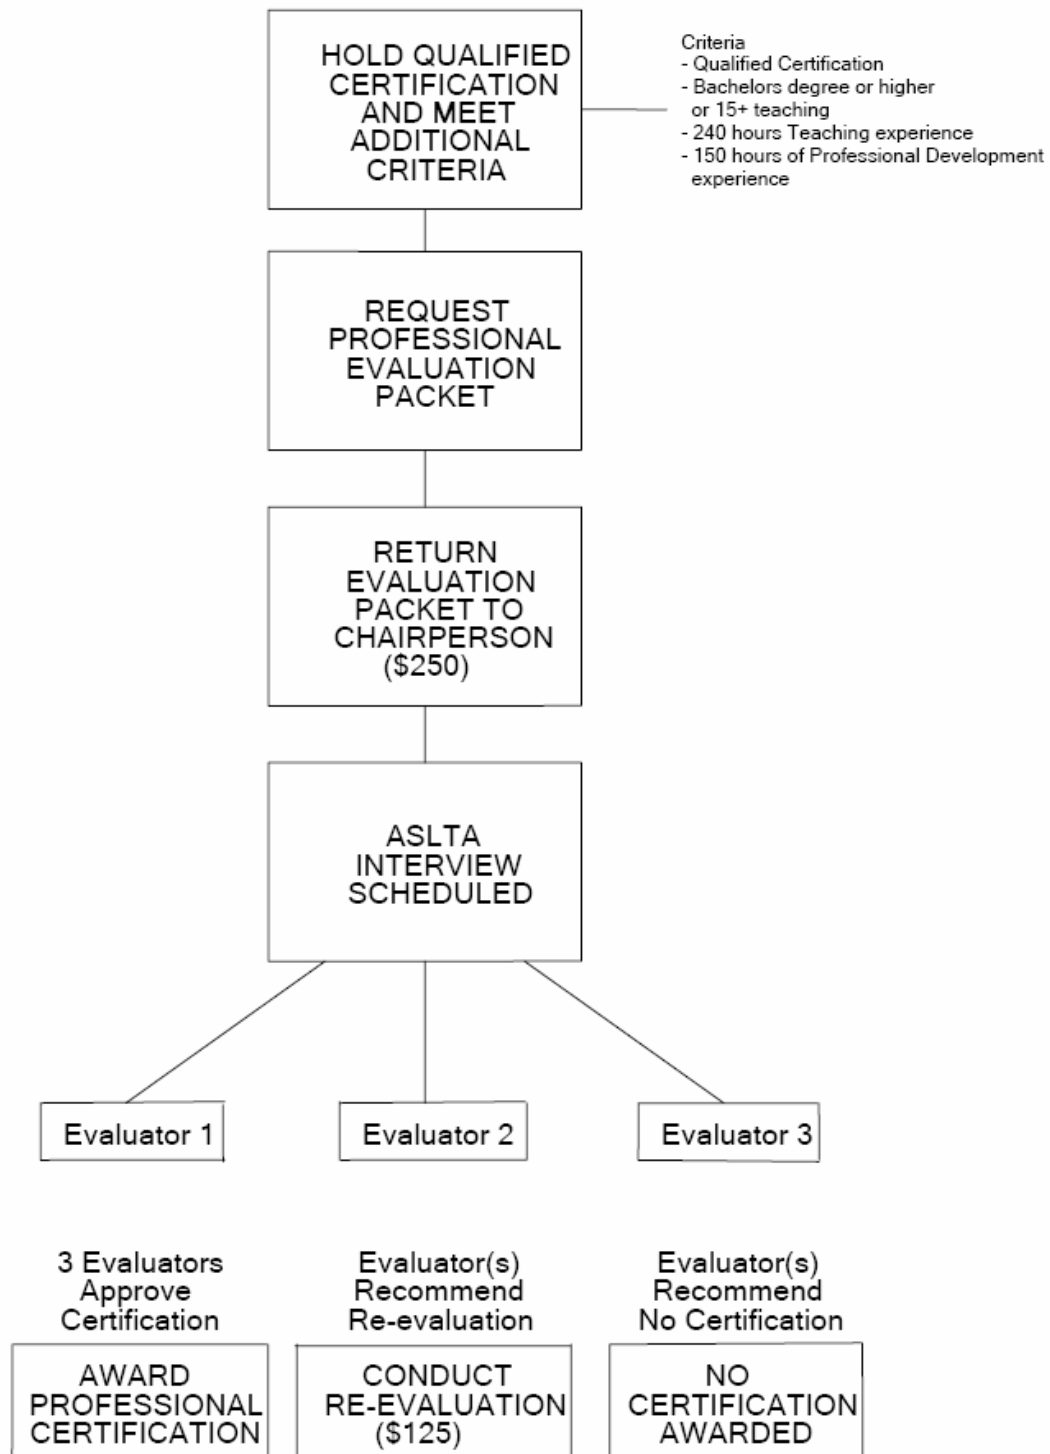 HOLD QUALIFIED
CERTIFICATION
AND MEET
ADDITIONAL
CRITERIA
Criteria
- Qualified Certification
- Bachelors degree or higher
or 15+ teaching
- 240 hours Teaching experience
- 150 hours of Professional Development
experience
REQUEST
PROFESSIONAL
EVALUATION
PACKET
RETURN
EVALUATION
PACKET TO
CHAIRPERSON
($250)
ASLTA
INTERVIEW
SCHEDULED
Evaluator 1
Evaluator 2
Evaluator 3
3 Evaluators
Approve
Certification
Evaluator(s)
Recommend
Re-evaluation
Evaluator(s)
Recommend
No Certification
AWARD
PROFESSIONAL
CERTIFICATION
CONDUCT
RE-EVALUATION
($125)
NO
CERTIFICATION
AWARDED